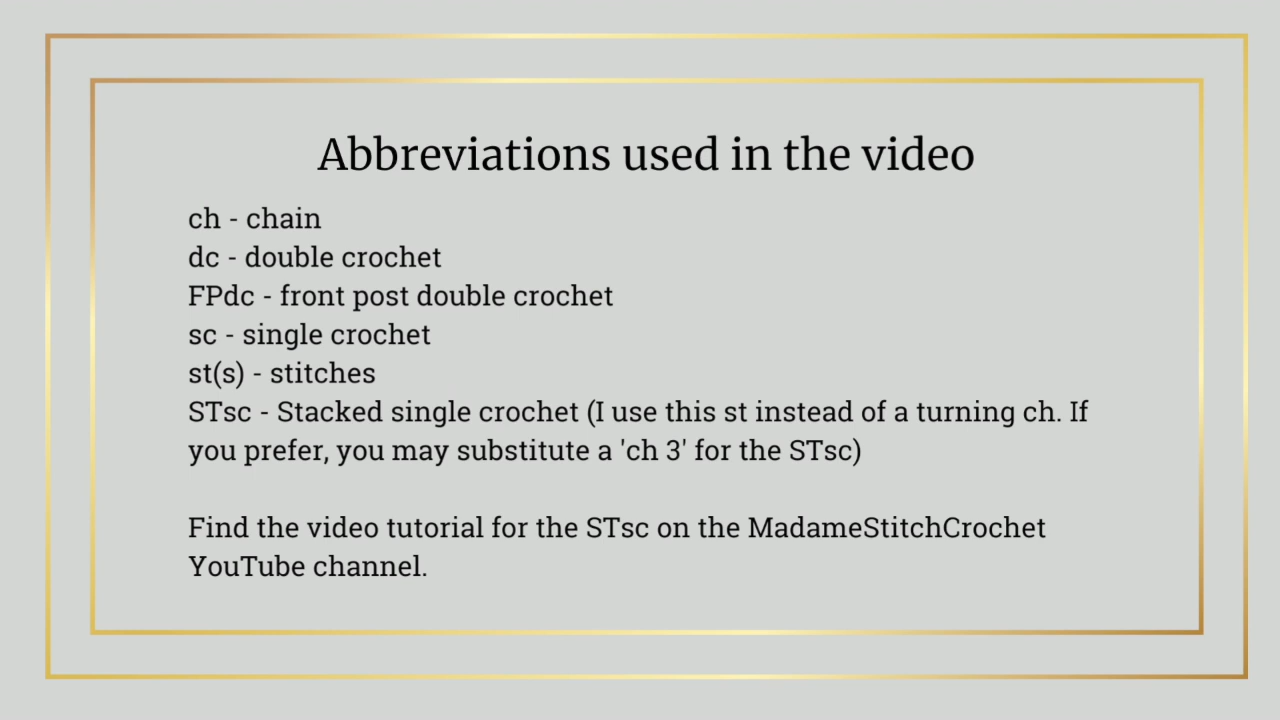 Abbreviations used in the video
ch - chain
dc - double crochet
FPdc - front post double crochet
sc - single crochet
st(s) - stitches
STsc - Stacked single crochet (I use this st instead of a turning ch. If
you prefer, you may substitute a 'ch 3' for the STsc)
Find the video tutorial for the STsc on the MadameStitchCrochet
YouTube channel.